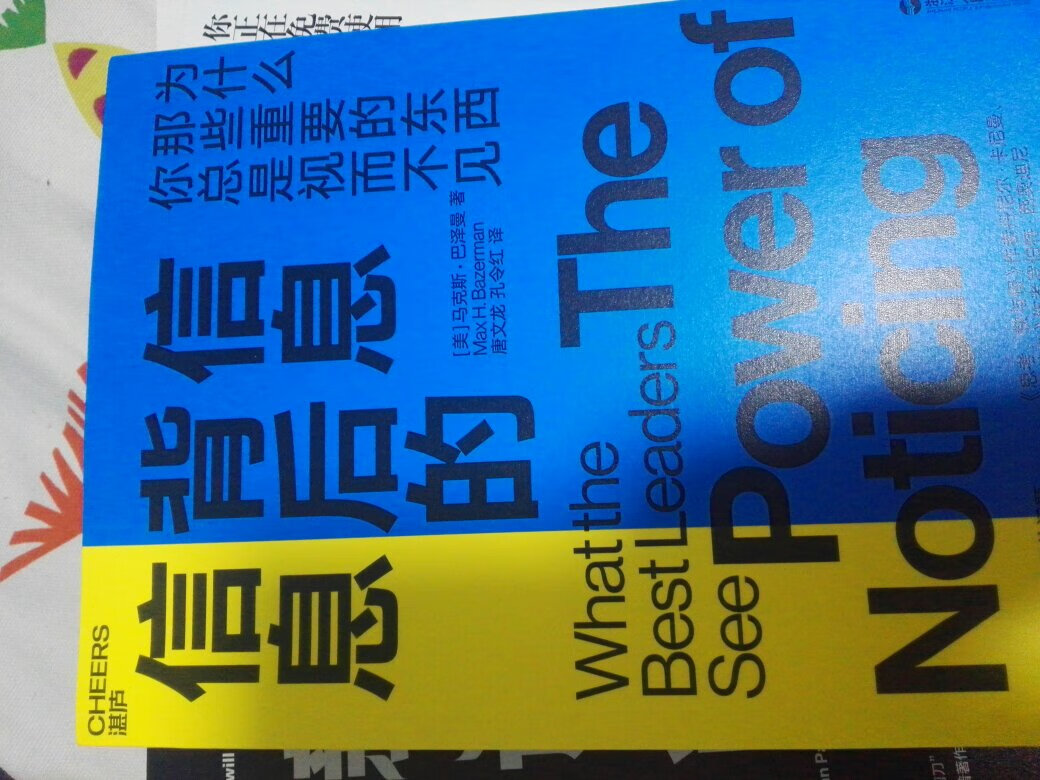 CHEERS
湛庐
信息
背后的
信息
为什么
那些重要的东西
你总是视而不见
[美]马克斯·巴泽曼 著
Max H. Bazerman
唐文龙 孔令红 译
What the
Best Leaders
See
The
Power of
Noticing
will